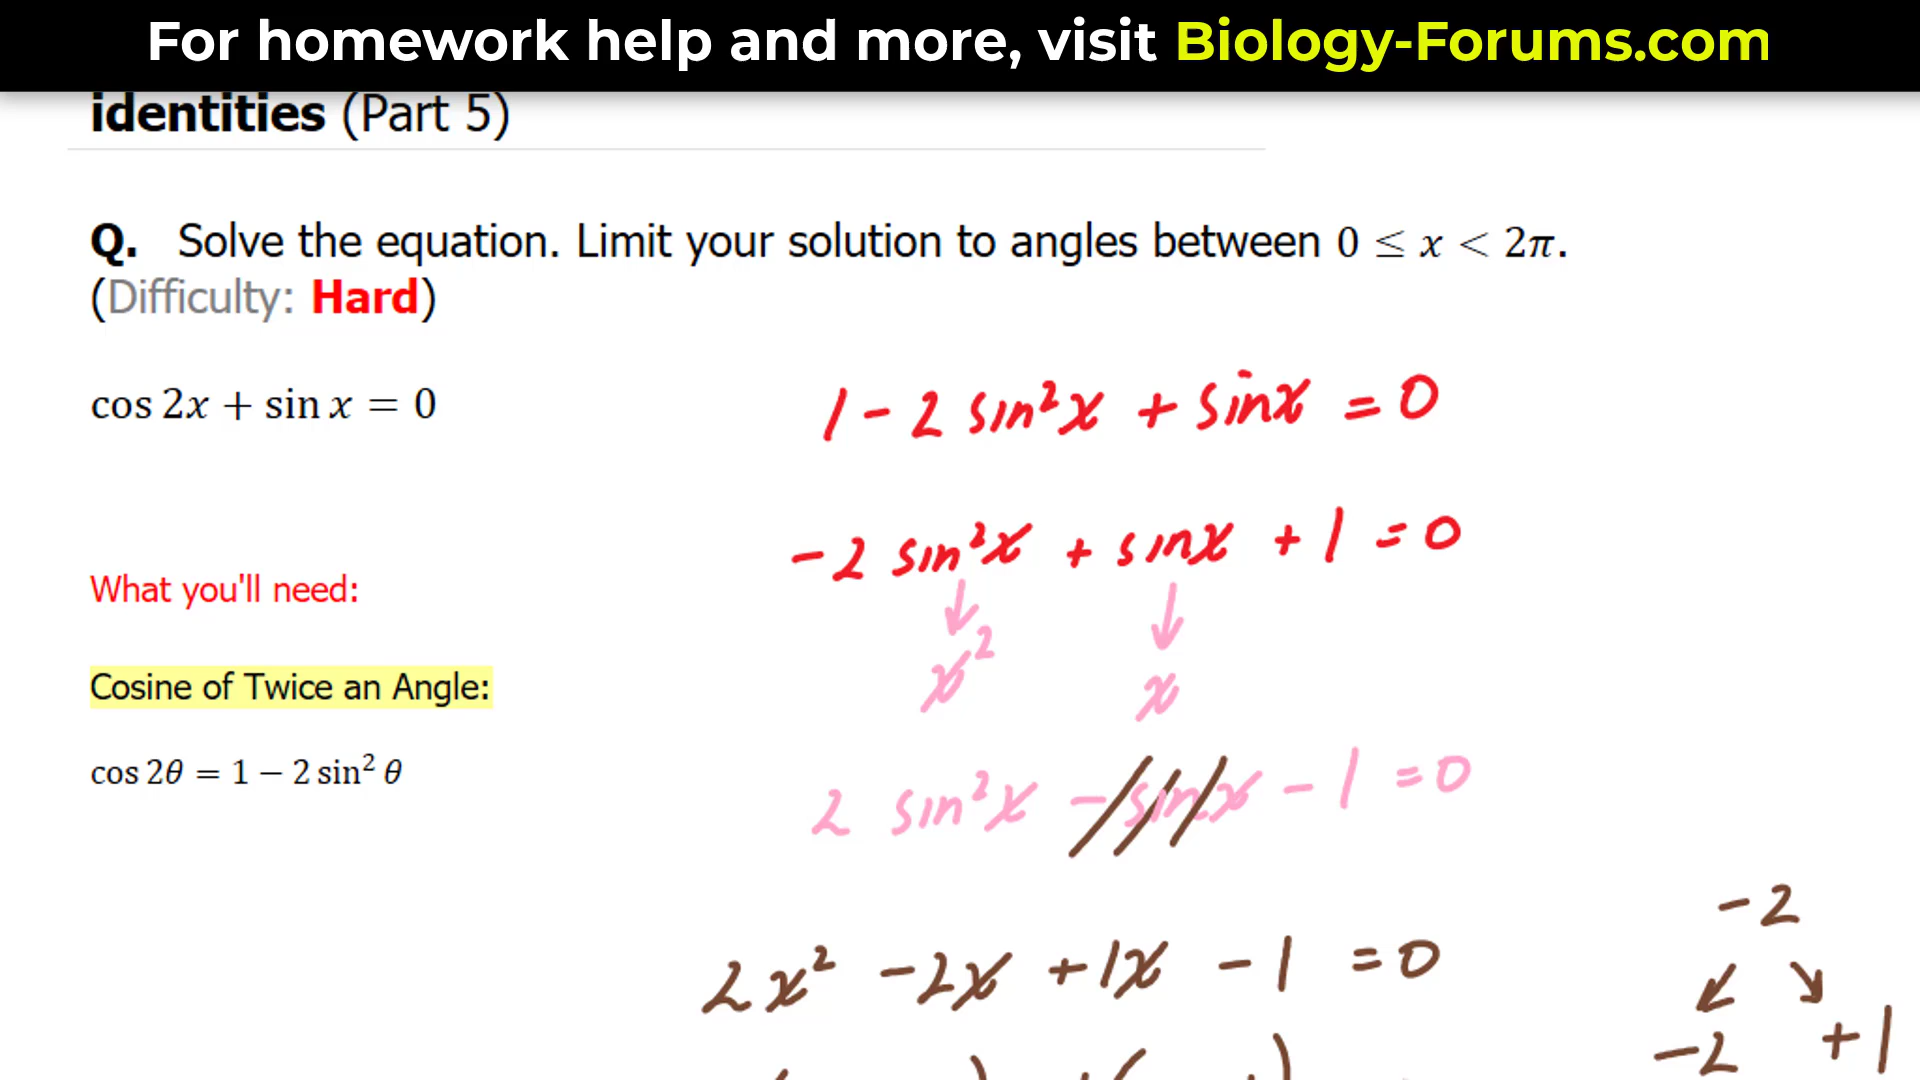 For homework help and more, visit Biology-Forums.com
identities (Part 5)
Q. Solve the equation. Limit your solution to angles between 0 ≤ x < 2π.
(Difficulty: Hard)
cos 2x + sin x = 0
1 - 2 sin²x + sinx = 0
-2 sin²x + sinx + 1 = 0
What you'll need:
x² x
Cosine of Twice an Angle:
cos 2θ = 1 − 2 sin² θ
2 sin²x - sinx - 1 = 0
-2
2x² -2x +1x -1 = 0
-2 +1